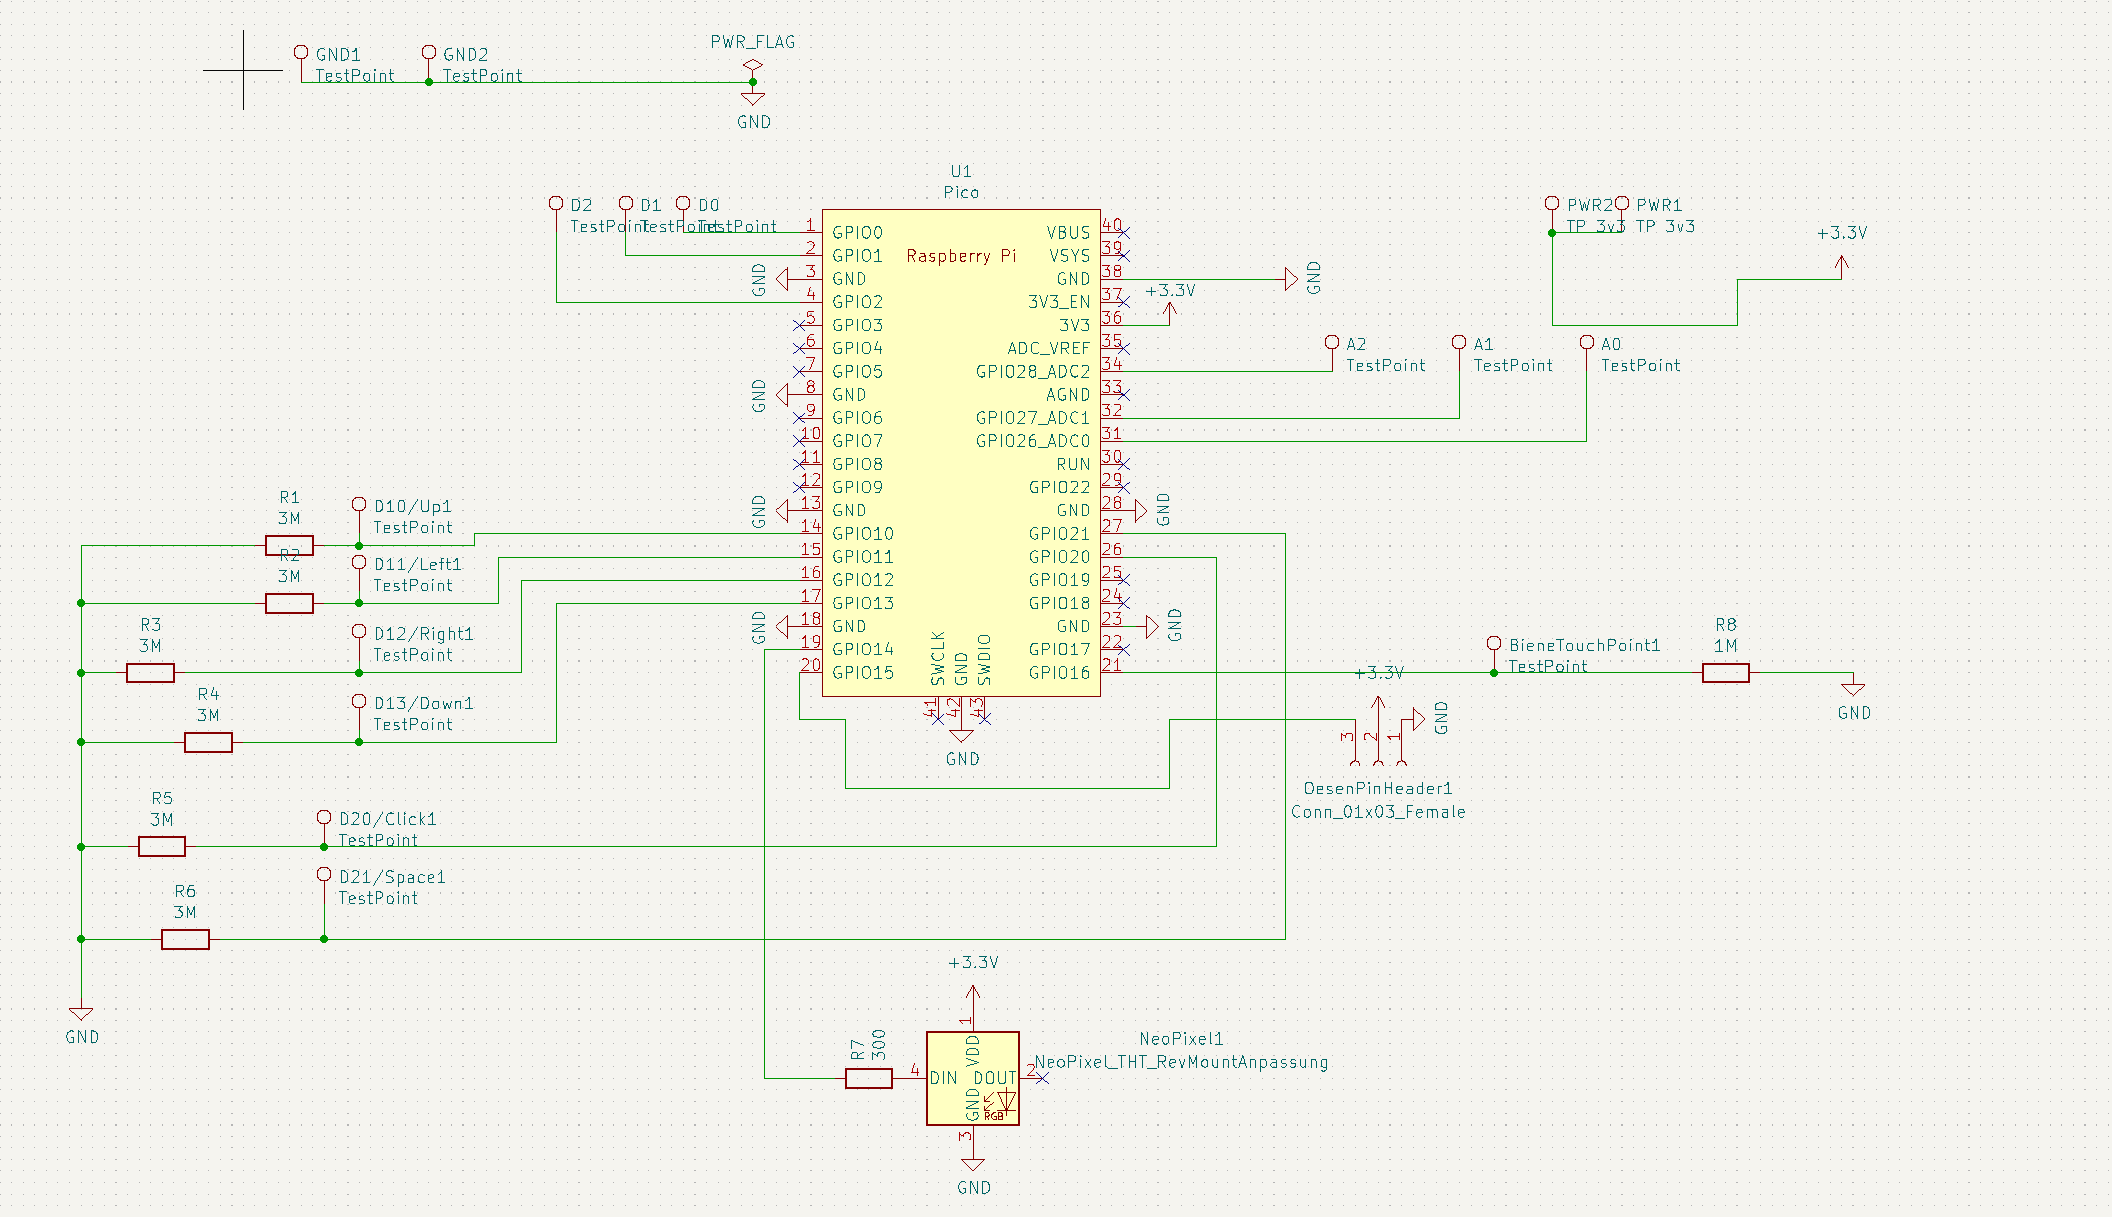 PWR_FLAG
GND1
TestPoint
GND2
TestPoint
GND
U1
Pico
D2
TestPoint
D1
TestPoint
D0
TestPoint
PWR2
TP_3v3
PWR1
TP_3v3
+3.3V
Raspberry Pi
1 GPIO0
2 GPIO1
GND 3 GND
4 GPIO2
5 GPIO3
6 GPIO4
7 GPIO5
GND 8 GND
9 GPIO6
10 GPIO7
11 GPIO8
12 GPIO9
GND 13 GND
14 GPIO10
15 GPIO11
16 GPIO12
17 GPIO13
GND 18 GND
19 GPIO14
20 GPIO15
VBUS 40
VSYS 39
GND 38 GND
3V3_EN 37
+3.3V
3V3 36
ADC_VREF 35
GPIO28_ADC2 34
AGND 33
GPIO27_ADC1 32
GPIO26_ADC0 31
RUN 30
GPIO22 29
GND 28 GND
GPIO21 27
GPIO20 26
GPIO19 25
GPIO18 24
GND 23 GND
GPIO17 22
GPIO16 21
SWCLK 41
GND 42
SWDIO 43
GND
A2
TestPoint
A1
TestPoint
A0
TestPoint
R1
3M
D10/Up1
TestPoint
R2
3M
D11/Left1
TestPoint
R3
3M
D12/Right1
TestPoint
R4
3M
D13/Down1
TestPoint
R5
3M
D20/Click1
TestPoint
R6
3M
D21/Space1
TestPoint
GND
BieneTouchPoint1
TestPoint
R8
1M
GND
+3.3V
GND
3 2 1
OesenPinHeader1
Conn_01x03_Female
+3.3V
R7
300
NeoPixel1
NeoPixel_THT_RevMountAnpassung
1 VDD
4 DIN
DOUT 2
GND 3
RGB
GND